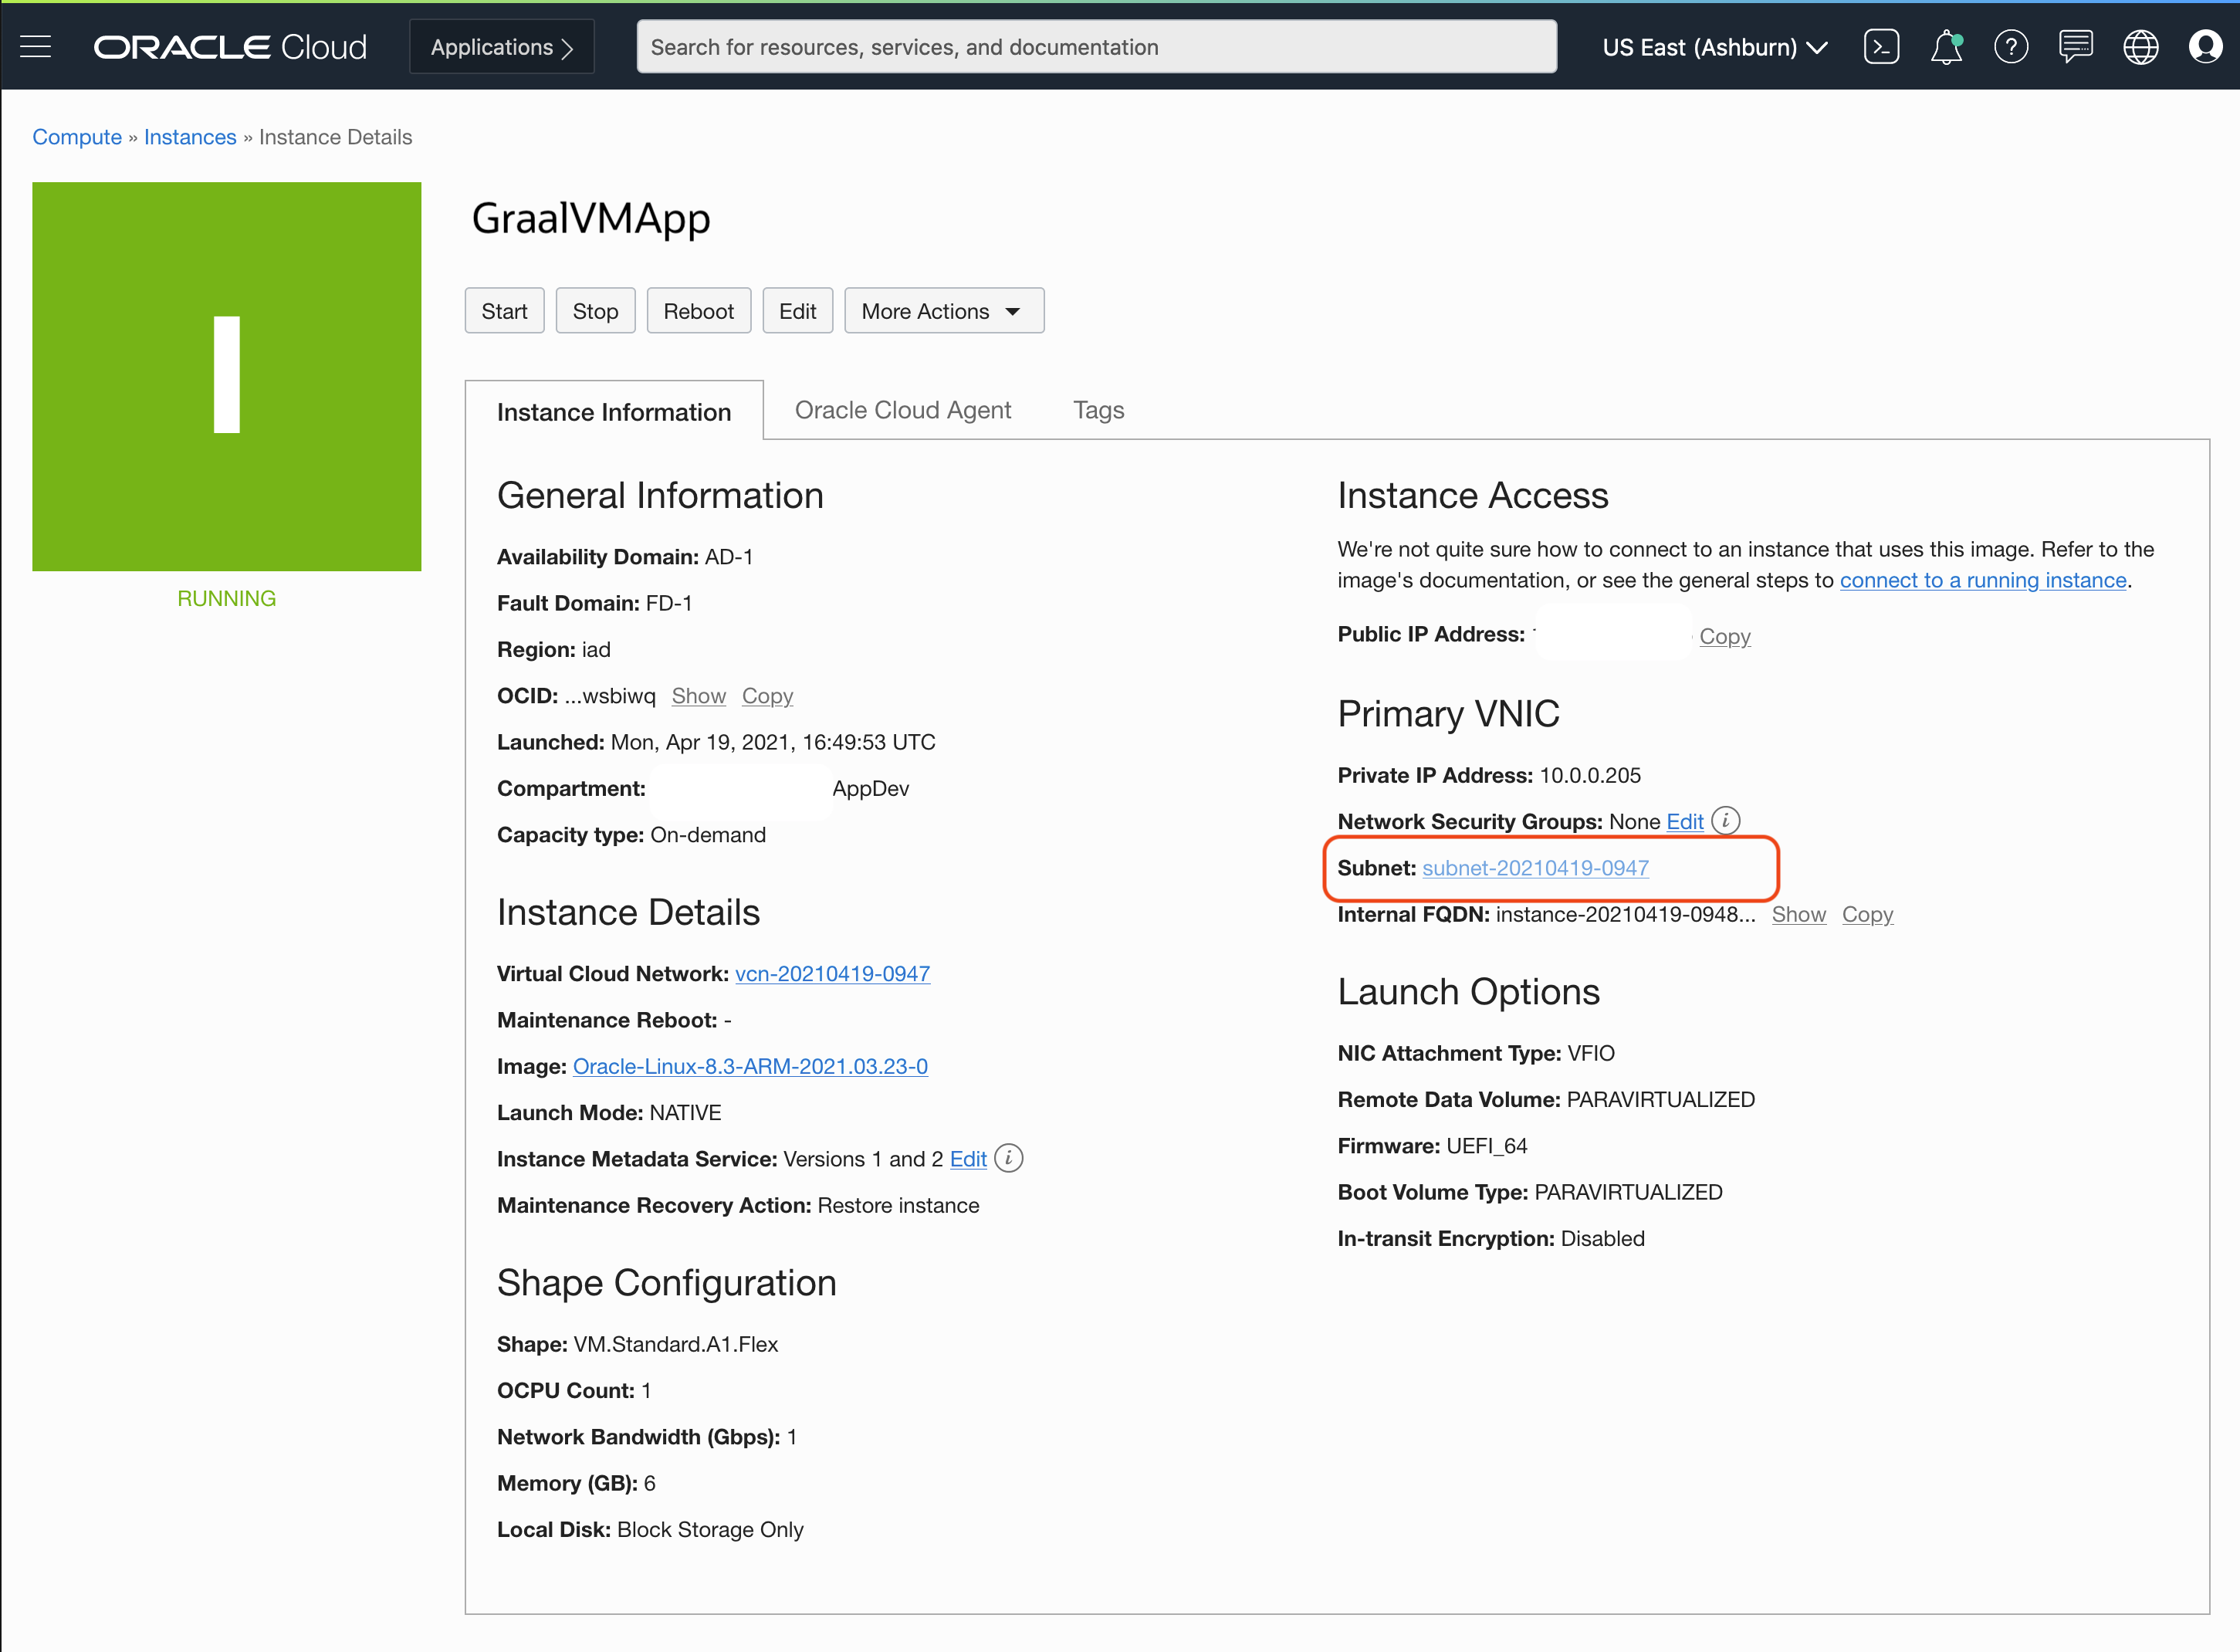 ORACLE Cloud
Applications
Search for resources, services, and documentation
US East (Ashburn)
Compute » Instances » Instance Details
I
RUNNING
GraalVMApp
Start Stop Reboot Edit More Actions
Instance Information Oracle Cloud Agent Tags
General Information
Availability Domain: AD-1
Fault Domain: FD-1
Region: iad
OCID: ...wsbiwq Show Copy
Launched: Mon, Apr 19, 2021, 16:49:53 UTC
Compartment: AppDev
Capacity type: On-demand
Instance Details
Virtual Cloud Network: vcn-20210419-0947
Maintenance Reboot: -
Image: Oracle-Linux-8.3-ARM-2021.03.23-0
Launch Mode: NATIVE
Instance Metadata Service: Versions 1 and 2 Edit i
Maintenance Recovery Action: Restore instance
Shape Configuration
Shape: VM.Standard.A1.Flex
OCPU Count: 1
Network Bandwidth (Gbps): 1
Memory (GB): 6
Local Disk: Block Storage Only
Instance Access
We're not quite sure how to connect to an instance that uses this image. Refer to the
image's documentation, or see the general steps to connect to a running instance.
Public IP Address: Copy
Primary VNIC
Private IP Address: 10.0.0.205
Network Security Groups: None Edit i
Subnet: subnet-20210419-0947
Internal FQDN: instance-20210419-0948... Show Copy
Launch Options
NIC Attachment Type: VFIO
Remote Data Volume: PARAVIRTUALIZED
Firmware: UEFI_64
Boot Volume Type: PARAVIRTUALIZED
In-transit Encryption: Disabled